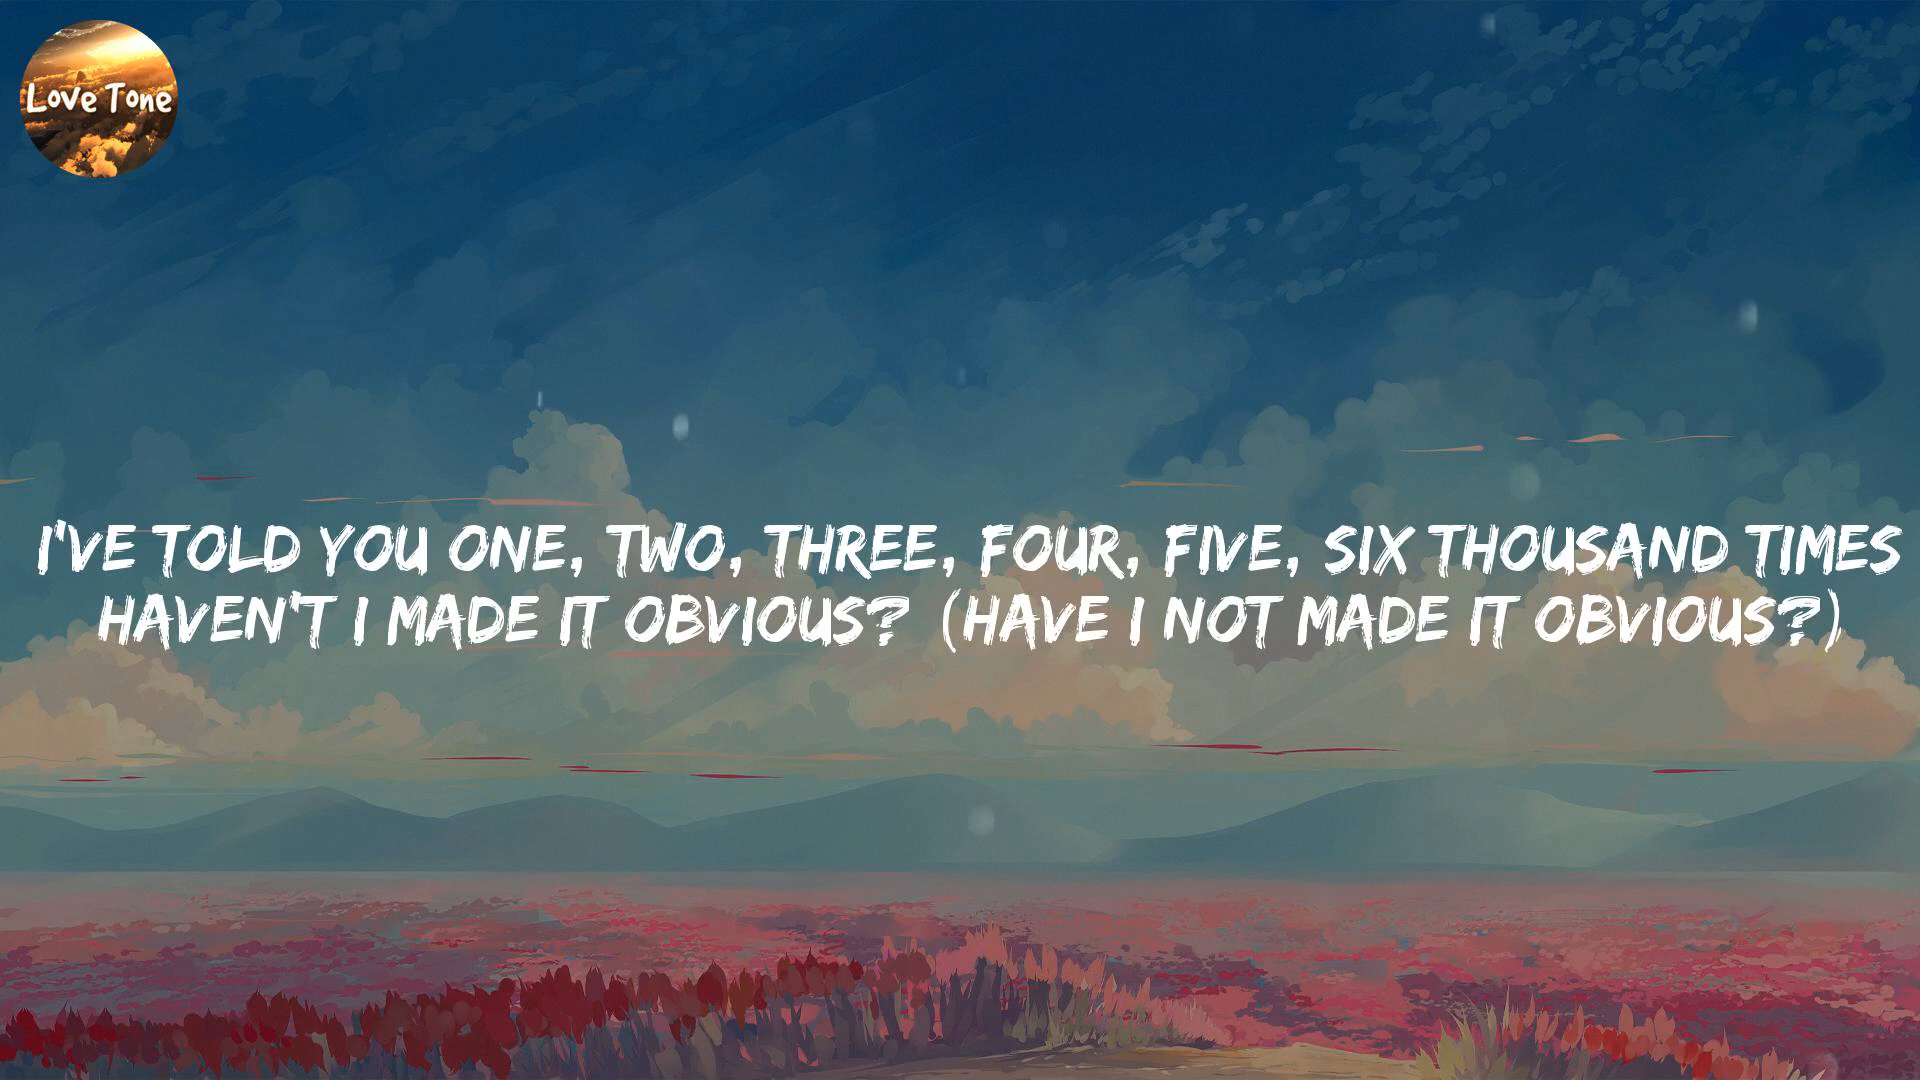 Love Tone
I'VE TOLD YOU ONE, TWO, THREE, FOUR, FIVE, SIX THOUSAND TIMES
HAVEN'T I MADE IT OBVIOUS? (HAVE I NOT MADE IT OBVIOUS?)